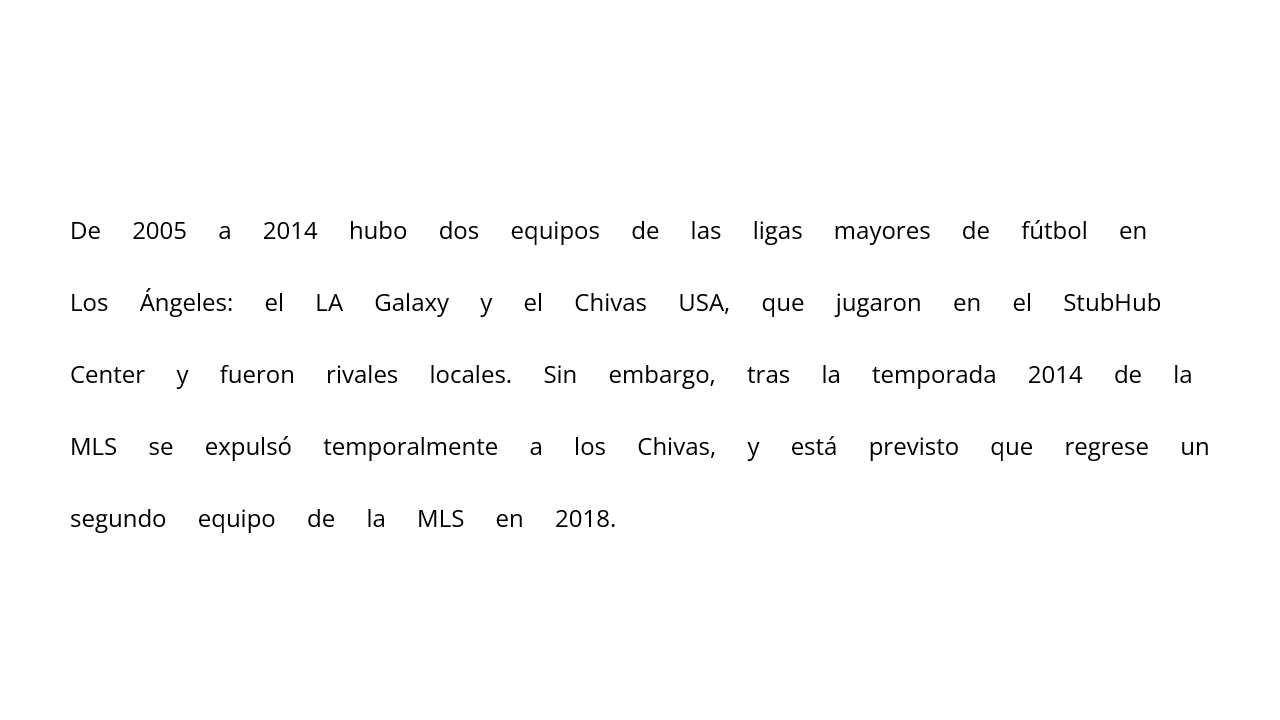 De 2005 a 2014 hubo dos equipos de las ligas mayores de fútbol en
Los Ángeles: el LA Galaxy y el Chivas USA, que jugaron en el StubHub
Center y fueron rivales locales. Sin embargo, tras la temporada 2014 de la
MLS se expulsó temporalmente a los Chivas, y está previsto que regrese un
segundo equipo de la MLS en 2018.